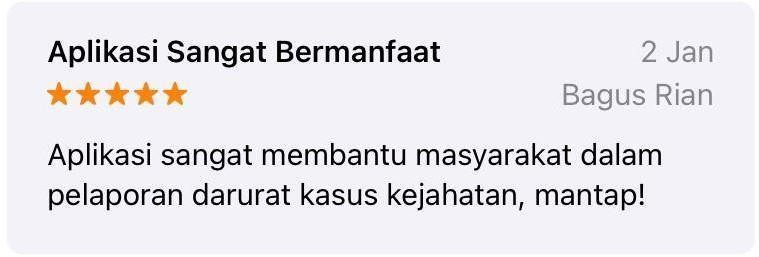 Aplikasi Sangat Bermanfaat
2 Jan
Bagus Rian
Aplikasi sangat membantu masyarakat dalam
pelaporan darurat kasus kejahatan, mantap!